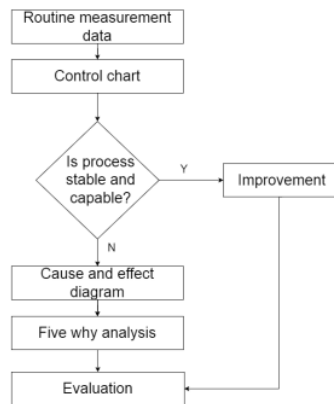 Routine measurement
data
Control chart
Is process
stable and
capable?
Y
Improvement
N
Cause and effect
diagram
Five why analysis
Evaluation